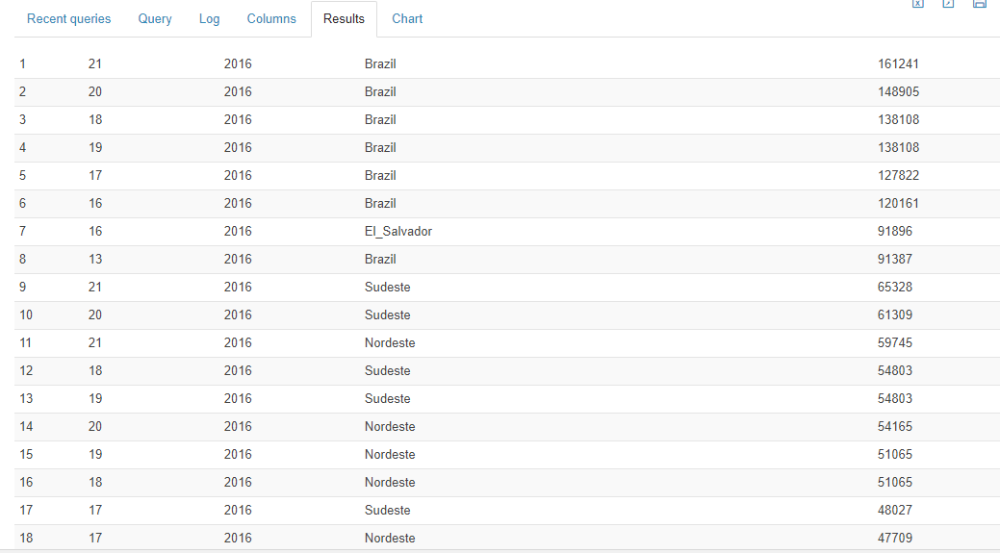 Recent queries Query Log Columns Results Chart
1 21 2016 Brazil 161241
2 20 2016 Brazil 148905
3 18 2016 Brazil 138108
4 19 2016 Brazil 138108
5 17 2016 Brazil 127822
6 16 2016 Brazil 120161
7 16 2016 El_Salvador 91896
8 13 2016 Brazil 91387
9 21 2016 Sudeste 65328
10 20 2016 Sudeste 61309
11 21 2016 Nordeste 59745
12 18 2016 Sudeste 54803
13 19 2016 Sudeste 54803
14 20 2016 Nordeste 54165
15 19 2016 Nordeste 51065
16 18 2016 Nordeste 51065
17 17 2016 Sudeste 48027
18 17 2016 Nordeste 47709